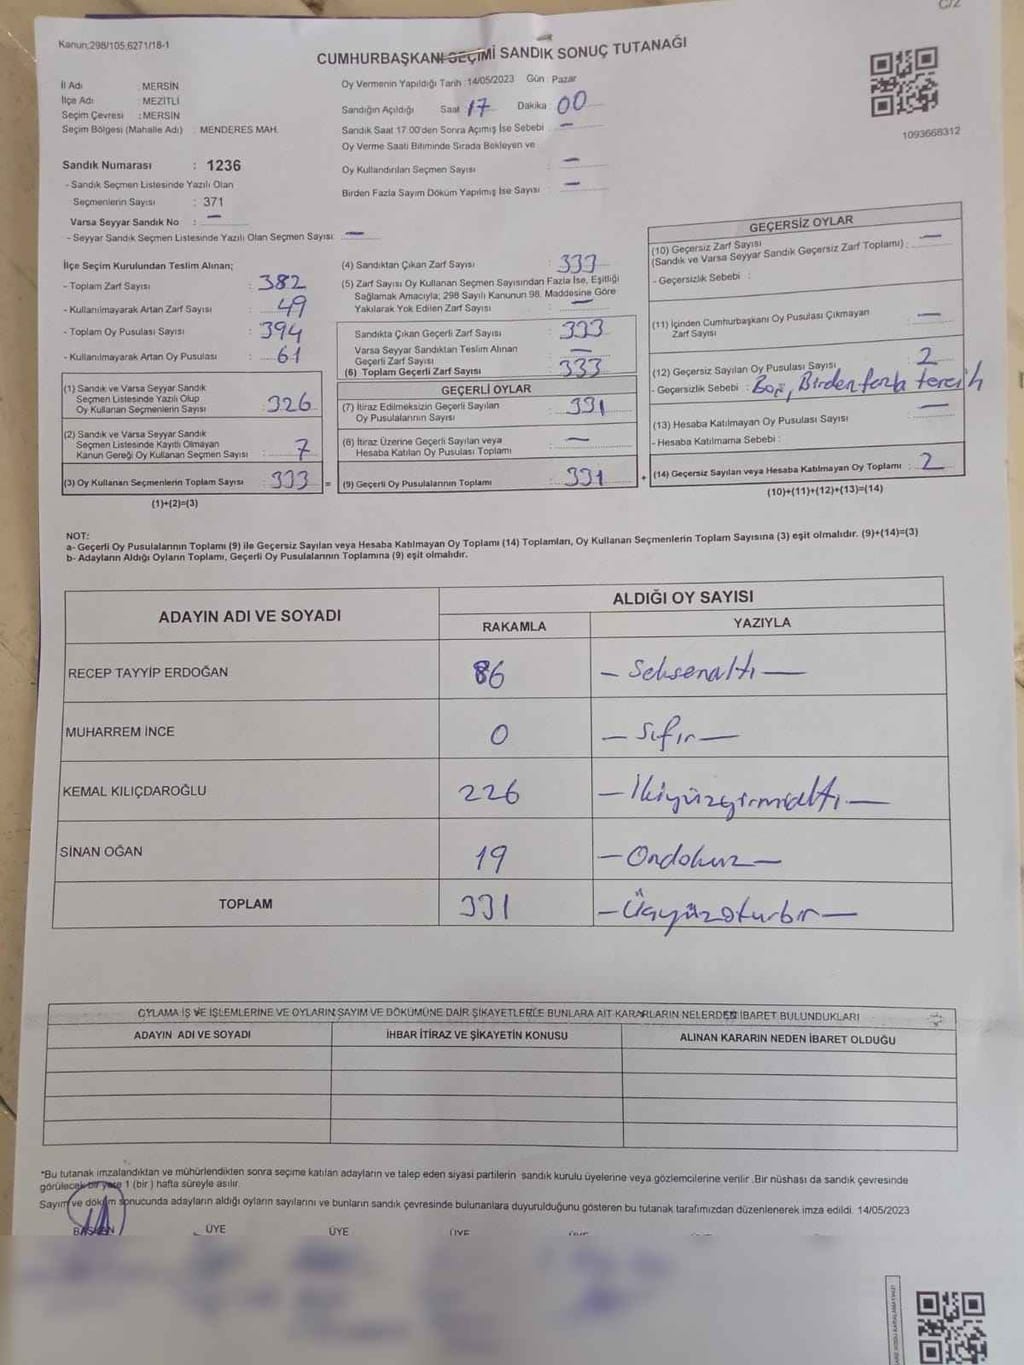 C/2
Kanun:298/105,6271/18-1
CUMHURBAŞKANI SEÇİMİ SANDIK SONUÇ TUTANAĞI
İl Adı : MERSİN
İlçe Adı : MEZİTLİ
Seçim Çevresi : MERSİN
Seçim Bölgesi (Mahalle Adı) : MENDERES MAH.
Sandık Numarası : 1236
- Sandık Seçmen Listesinde Yazılı Olan
Seçmenlerin Sayısı : 371
Varsa Seyyar Sandık No : —
- Seyyar Sandık Seçmen Listesinde Yazılı Olan Seçmen Sayısı: —
Oy Vermenin Yapıldığı Tarih :14/05/2023 Gün : Pazar
Sandığın Açıldığı Saat 17 Dakika : 00
Sandık Saat 17.00'den Sonra Açılmış İse Sebebi : —
Oy Verme Saati Bitiminde Sırada Bekleyen ve
Oy Kullandırılan Seçmen Sayısı : —
Birden Fazla Sayım Döküm Yapılmış İse Sayısı : —
1093668312
İlçe Seçim Kurulundan Teslim Alınan;
- Toplam Zarf Sayısı : 382
- Kullanılmayarak Artan Zarf Sayısı : 49
- Toplam Oy Pusulası Sayısı : 394
- Kullanılmayarak Artan Oy Pusulası : 61
(1) Sandık ve Varsa Seyyar Sandık
Seçmen Listesinde Yazılı Olup
Oy Kullanan Seçmenlerin Sayısı : 326
(2) Sandık ve Varsa Seyyar Sandık
Seçmen Listesinde Kayıtlı Olmayan
Kanun Gereği Oy Kullanan Seçmen Sayısı : 7
(3) Oy Kullanan Seçmenlerin Toplam Sayısı : 333 =
(1)+(2)=(3)
(4) Sandıktan Çıkan Zarf Sayısı : 333
(5) Zarf Sayısı Oy Kullanan Seçmen Sayısından Fazla İse, Eşitliği
Sağlamak Amacıyla; 298 Sayılı Kanunun 98. Maddesine Göre
Yakılarak Yok Edilen Zarf Sayısı : —
Sandıkta Çıkan Geçerli Zarf Sayısı : 333
Varsa Seyyar Sandıktan Teslim Alınan
Geçerli Zarf Sayısı : —
(6) Toplam Geçerli Zarf Sayısı : 333
GEÇERLİ OYLAR
(7) İtiraz Edilmeksizin Geçerli Sayılan
Oy Pusulalarının Sayısı : 331
(8) İtiraz Üzerine Geçerli Sayılan veya
Hesaba Katılan Oy Pusulası Toplamı : —
(9) Geçerli Oy Pusulalarının Toplamı : 331 +
GEÇERSİZ OYLAR
(10) Geçersiz Zarf Sayısı
(Sandık ve Varsa Seyyar Sandık Geçersiz Zarf Toplamı) : —
- Geçersizlik Sebebi :
(11) İçinden Cumhurbaşkanı Oy Pusulası Çıkmayan
Zarf Sayısı : —
(12) Geçersiz Sayılan Oy Pusulası Sayısı : 2
- Geçersizlik Sebebi : Boş, Birden fazla tercih
(13) Hesaba Katılmayan Oy Pusulası Sayısı : —
- Hesaba Katılmama Sebebi :
(14) Geçersiz Sayılan veya Hesaba Katılmayan Oy Toplamı : 2
(10)+(11)+(12)+(13)=(14)
NOT:
a- Geçerli Oy Pusulalarının Toplamı (9) ile Geçersiz Sayılan veya Hesaba Katılmayan Oy Toplamı (14) Toplamları, Oy Kullanan Seçmenlerin Toplam Sayısına (3) eşit olmalıdır. (9)+(14)=(3)
b- Adayların Aldığı Oyların Toplamı, Geçerli Oy Pusulalarının Toplamına (9) eşit olmalıdır.
ADAYIN ADI VE SOYADI
ALDIĞI OY SAYISI
RAKAMLA YAZIYLA
RECEP TAYYİP ERDOĞAN 86 — Seksenaltı —
MUHARREM İNCE 0 — Sıfır —
KEMAL KILIÇDAROĞLU 226 — İkiyüzyirmialtı —
SİNAN OĞAN 19 — Ondokuz —
TOPLAM 331 — Üçyüzoturbir —
OYLAMA İŞ VE İŞLEMLERİNE VE OYLARIN SAYIM VE DÖKÜMÜNE DAİR ŞİKAYETLERLE BUNLARA AİT KARARLARIN NELERDEN İBARET BULUNDUKLARI
ADAYIN ADI VE SOYADI İHBAR İTİRAZ VE ŞİKAYETİN KONUSU ALINAN KARARIN NEDEN İBARET OLDUĞU
*Bu tutanak imzalandıktan ve mühürlendikten sonra seçime katılan adayların ve talep eden siyasi partilerin sandık kurulu üyelerine veya gözlemcilerine verilir .Bir nüshası da sandık çevresinde
görülecek bir yere 1 (bir ) hafta süreyle asılır.
Sayım ve döküm sonucunda adayların aldığı oyların sayılarını ve bunların sandık çevresinde bulunanlara duyurulduğunu gösteren bu tutanak tarafımızdan düzenlenerek imza edildi. 14/05/2023
BAŞKAN ÜYE ÜYE ÜYE